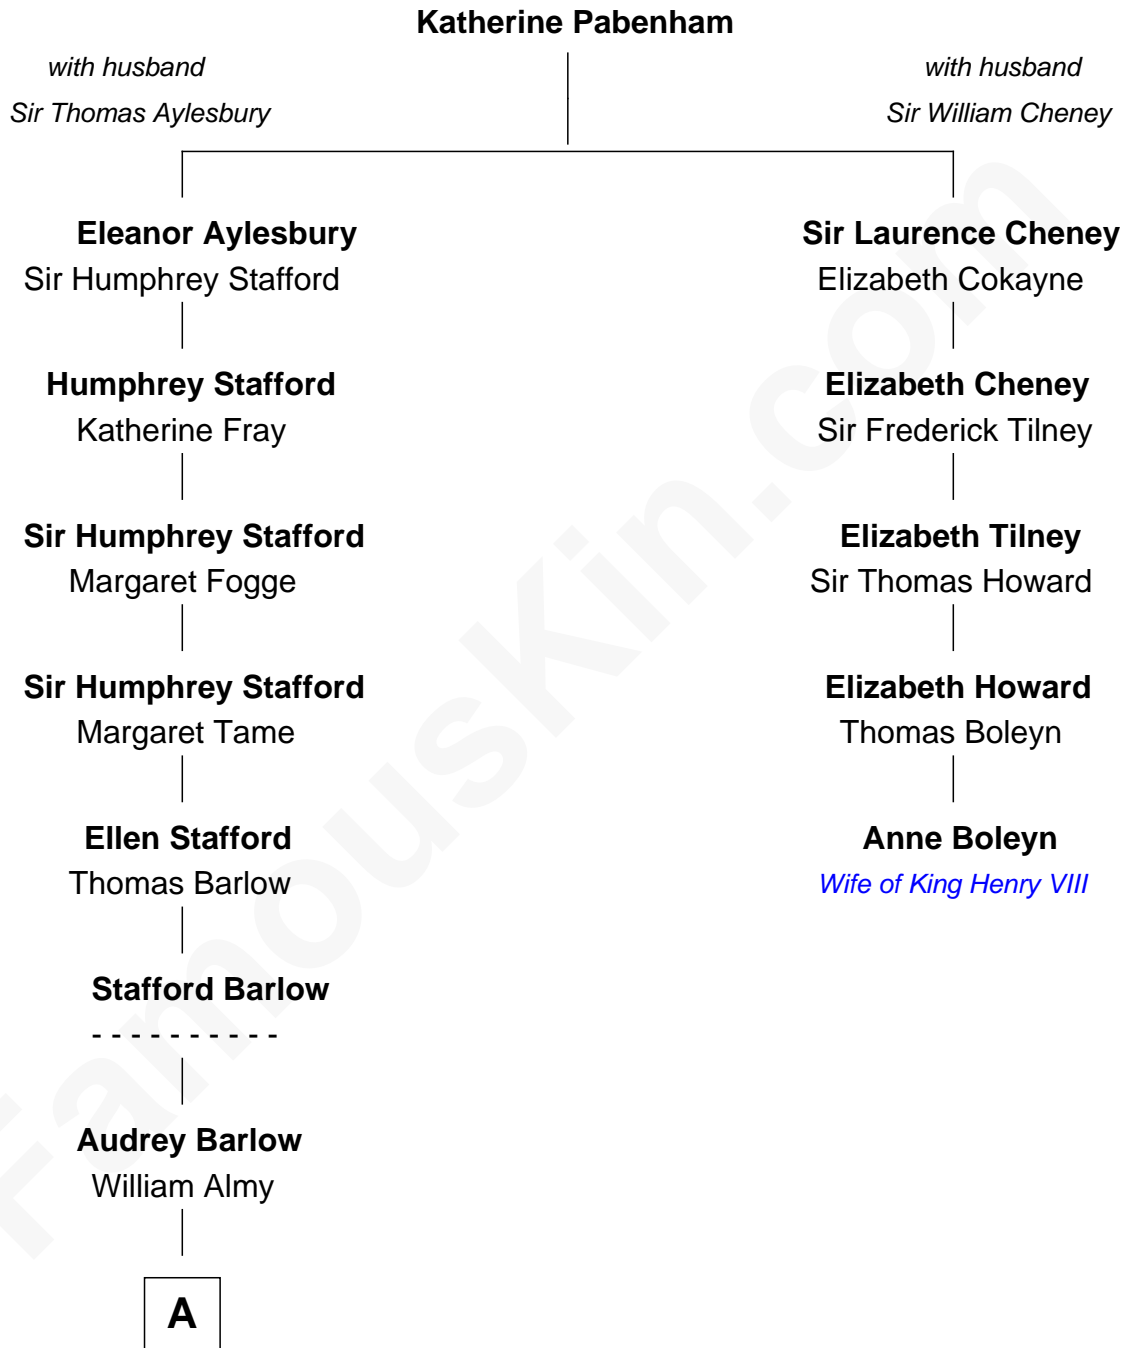 Katherine Pabenham
with husband
Sir Thomas Aylesbury
with husband
Sir William Cheney
Eleanor Aylesbury
Sir Humphrey Stafford
Sir Laurence Cheney
Elizabeth Cokayne
Humphrey Stafford
Katherine Fray
Elizabeth Cheney
Sir Frederick Tilney
Sir Humphrey Stafford
Margaret Fogge
Elizabeth Tilney
Sir Thomas Howard
Sir Humphrey Stafford
Margaret Tame
Elizabeth Howard
Thomas Boleyn
Ellen Stafford
Thomas Barlow
Anne Boleyn
Wife of King Henry VIII
Stafford Barlow
- - - - - - - - - -
Audrey Barlow
William Almy
A
FamousKin.com